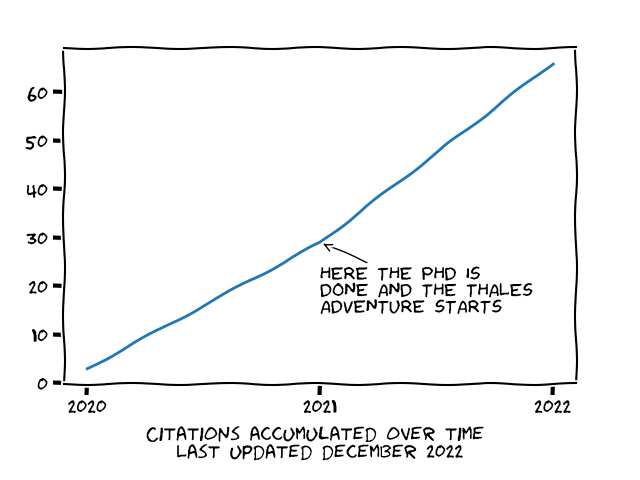 60
50
40
30
20
10
0
HERE THE PHD IS
DONE AND THE THALES
ADVENTURE STARTS
2020 2021 2022
CITATIONS ACCUMULATED OVER TIME
LAST UPDATED DECEMBER 2022